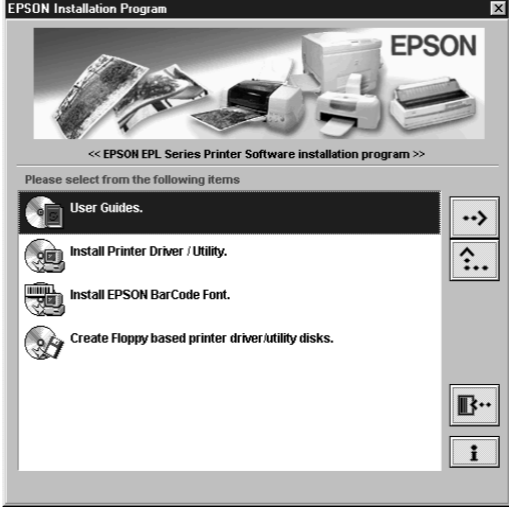 EPSON Installation Program
EPSON
<< EPSON EPL Series Printer Software installation program >>
Please select from the following items
User Guides.
Install Printer Driver / Utility.
Install EPSON BarCode Font.
Create Floppy based printer driver/utility disks.